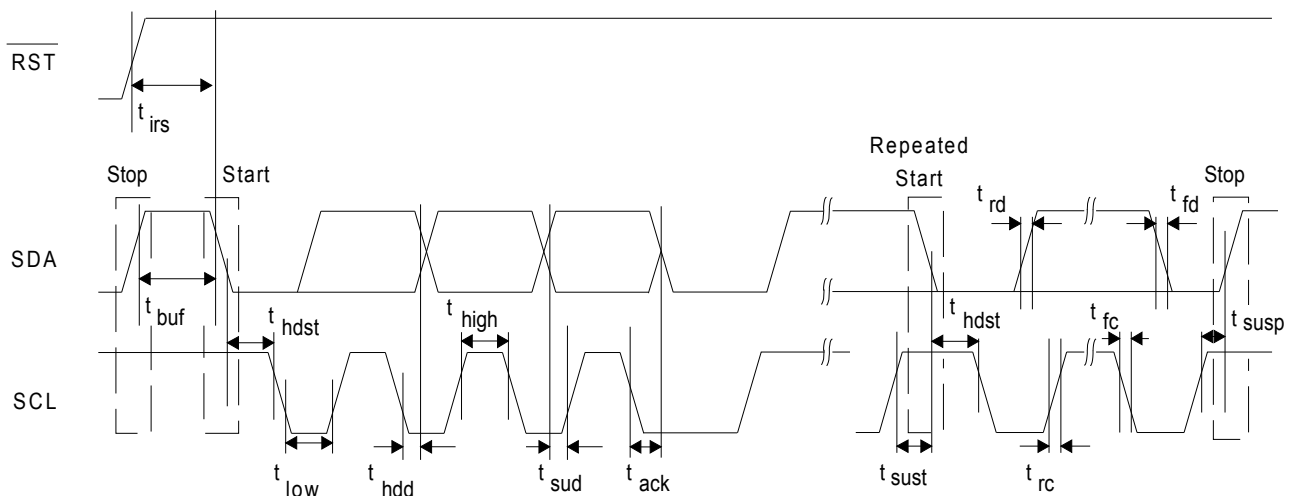 RST
t irs
Repeated
Stop Start Start Stop
t rd t fd
SDA
t buf t hdst t high t hdst t fc t susp
SCL
t low t hdd t sud t ack t sust t rc